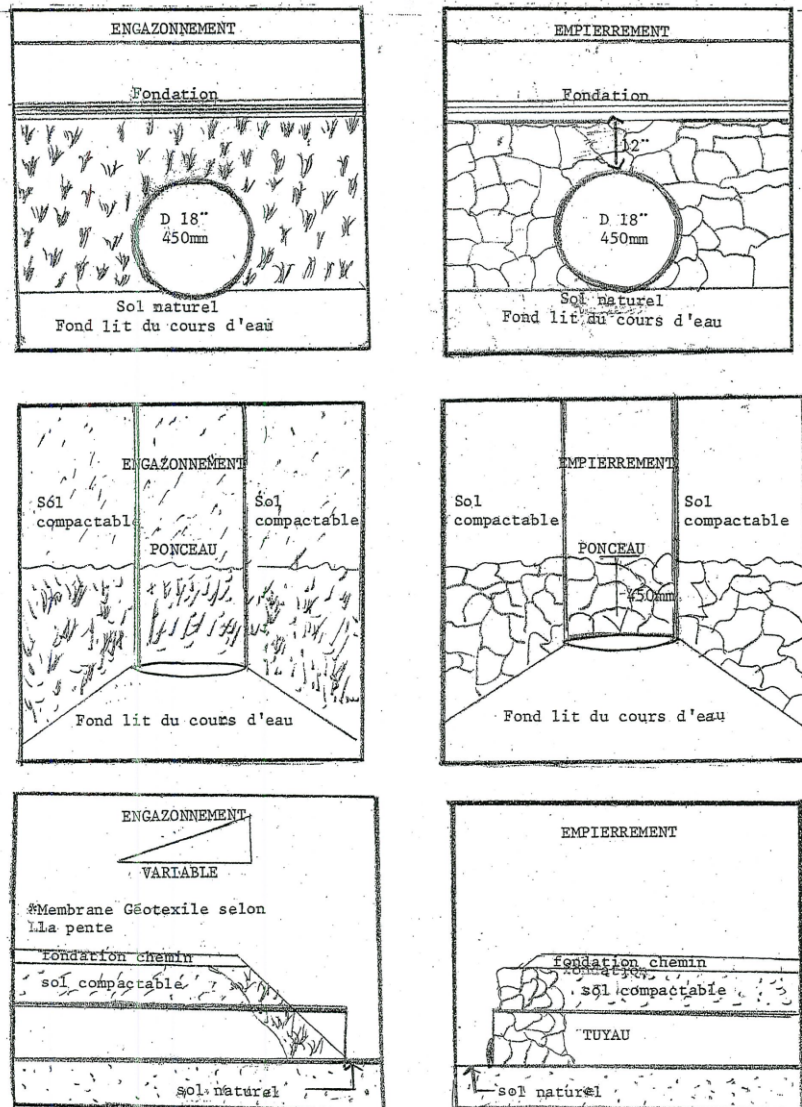 ENGAZONNEMENT
Fondation
D 18"
450mm
Sol naturel
Fond lit du cours d'eau
EMPIERREMENT
Fondation
12"
D 18"
450mm
Sol naturel
Fond lit du cours d'eau
ENGAZONNEMENT
Sol
compactable
Sol
compactable
PONCEAU
Fond lit du cours d'eau
EMPIERREMENT
Sol
compactable
Sol
compactable
PONCEAU
450mm
Fond lit du cours d'eau
ENGAZONNEMENT
VARIABLE
*Membrane Géotexile selon
lla pente
fondation chemin
sol compactable
sol naturel
EMPIERREMENT
fondation chemin
fondation
sol compactable
TUYAU
sol naturel